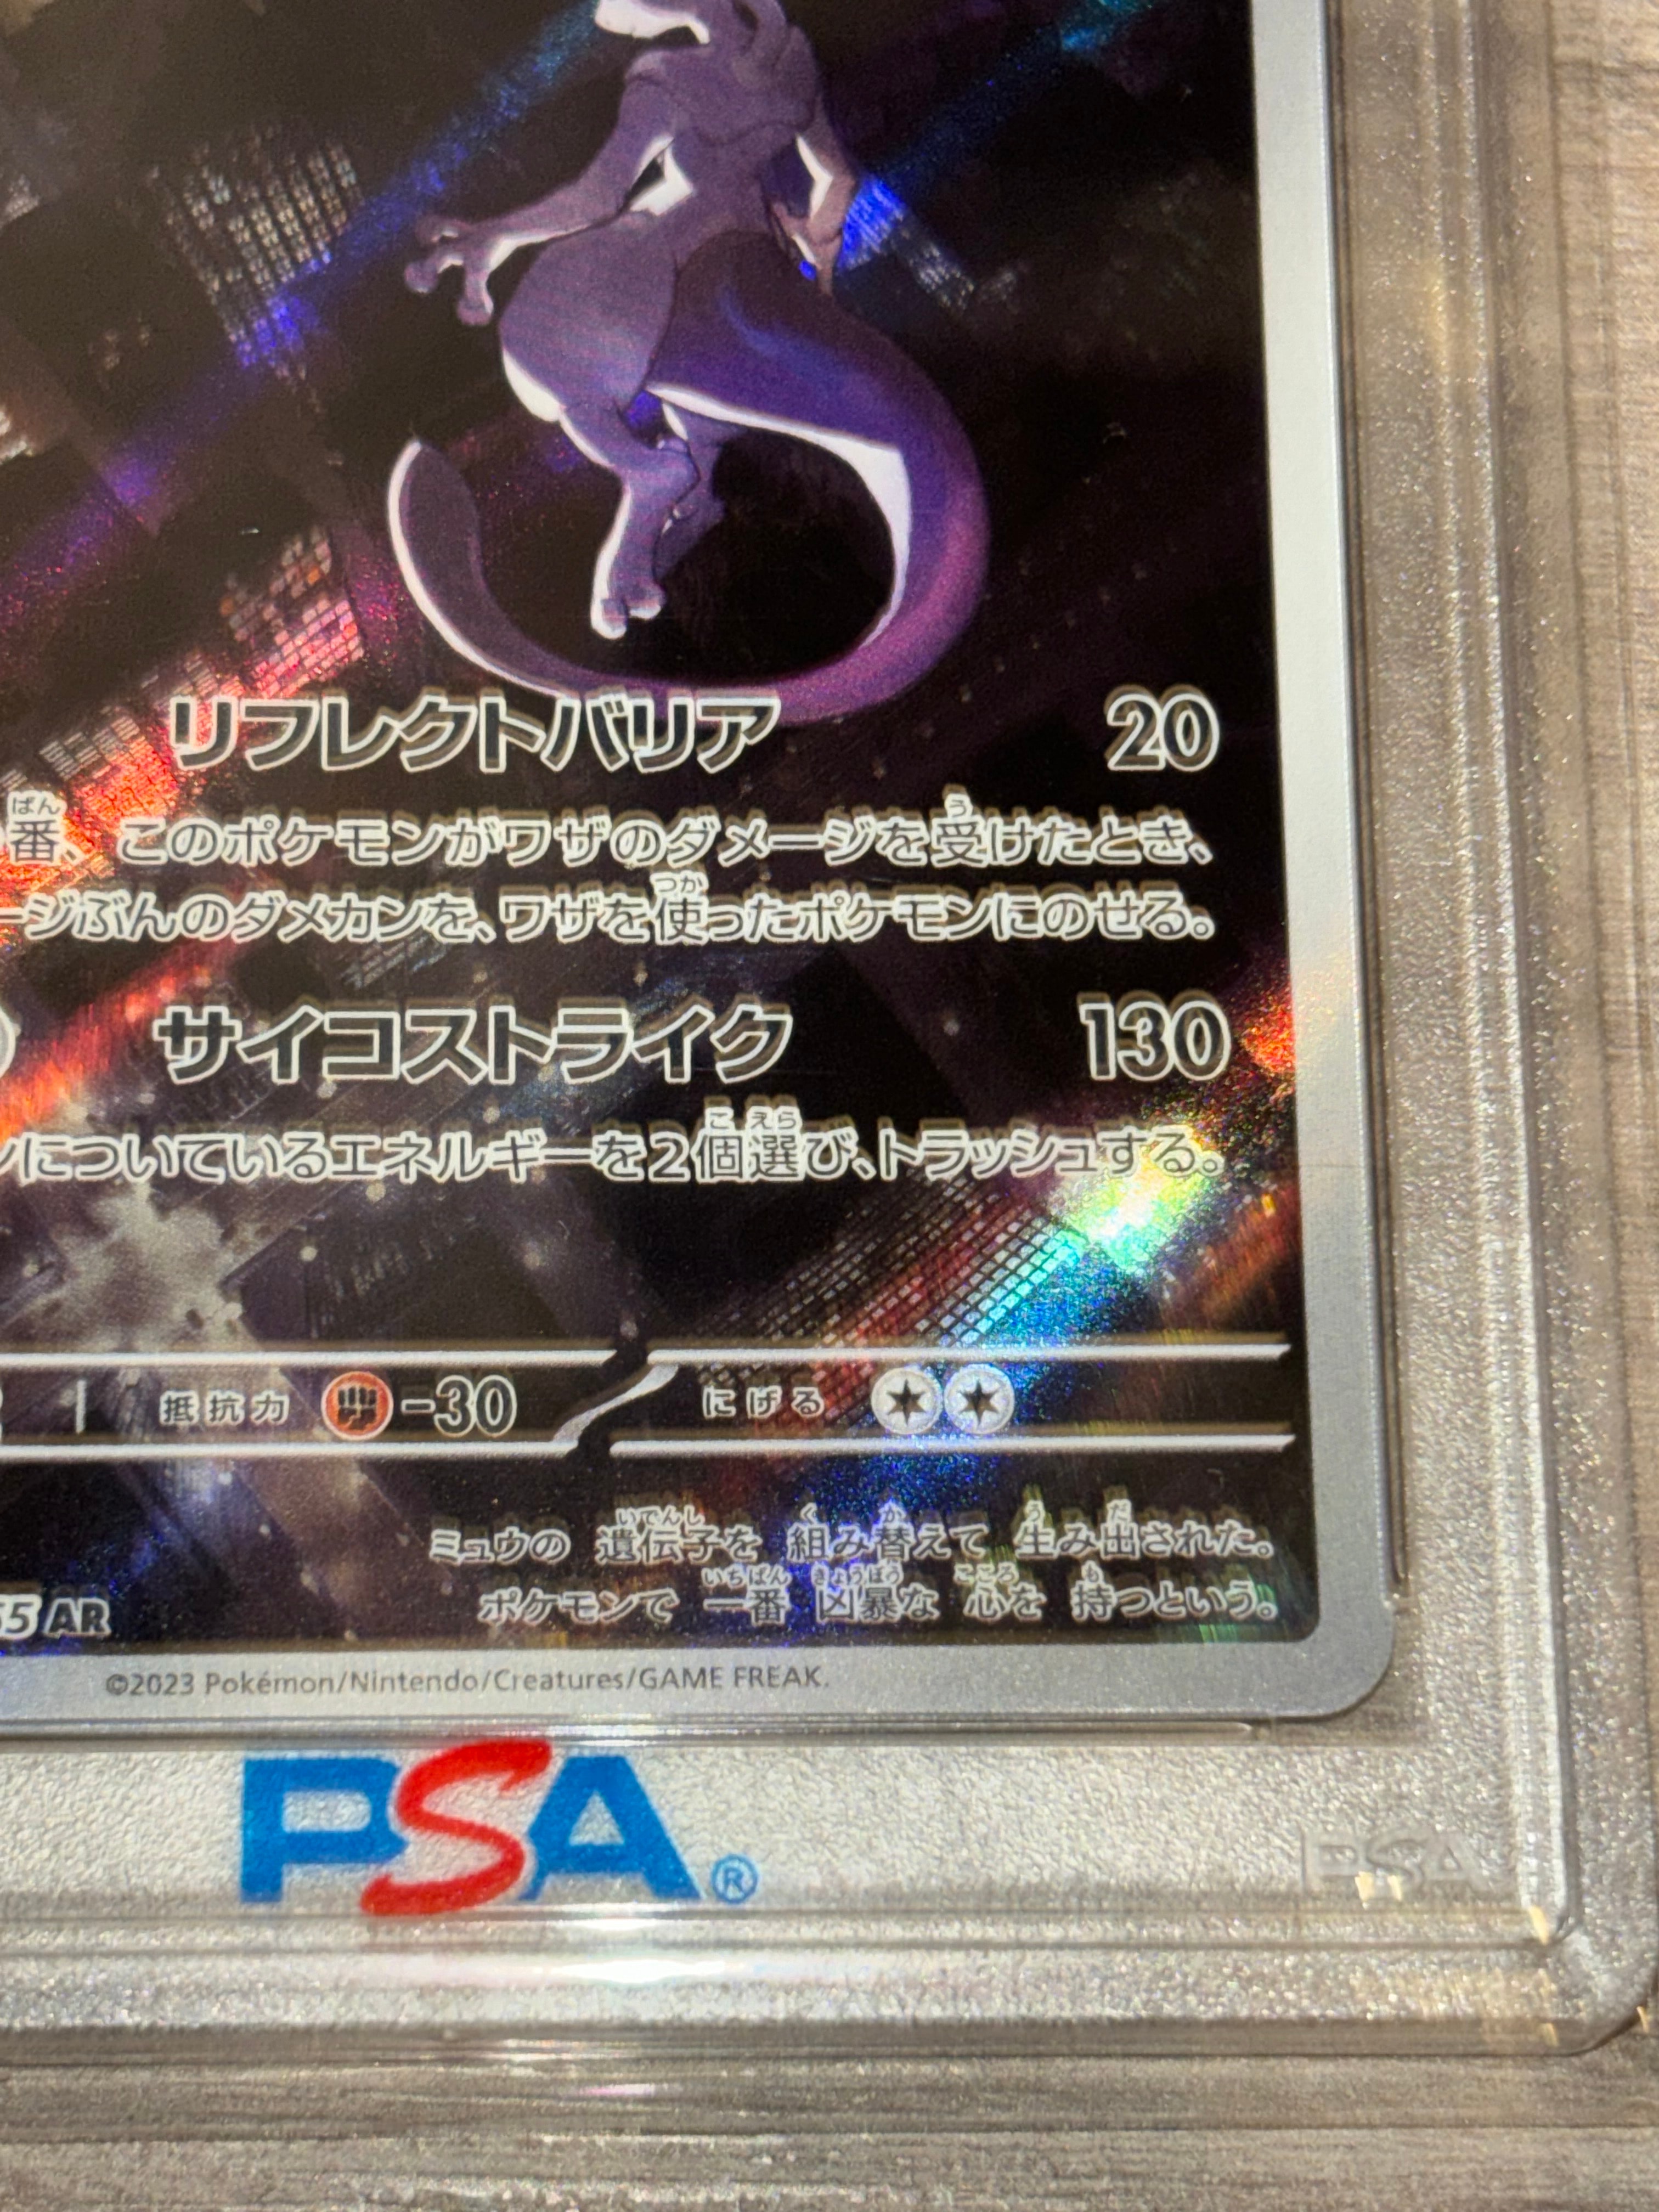 リフレクトバリア 20
番、このポケモンがワザのダメージを受けたとき、
ージぶんのダメカンを、ワザを使ったポケモンにのせる。
サイコストライク 130
ンについているエネルギーを2個選び、トラッシュする。
抵抗力 -30 にげる
ミュウの 遺伝子を 組み替えて 生み出された。
ポケモンで 一番 凶暴な 心を 持つという。
65 AR
©2023 Pokémon/Nintendo/Creatures/GAME FREAK.
PSA®
PSA